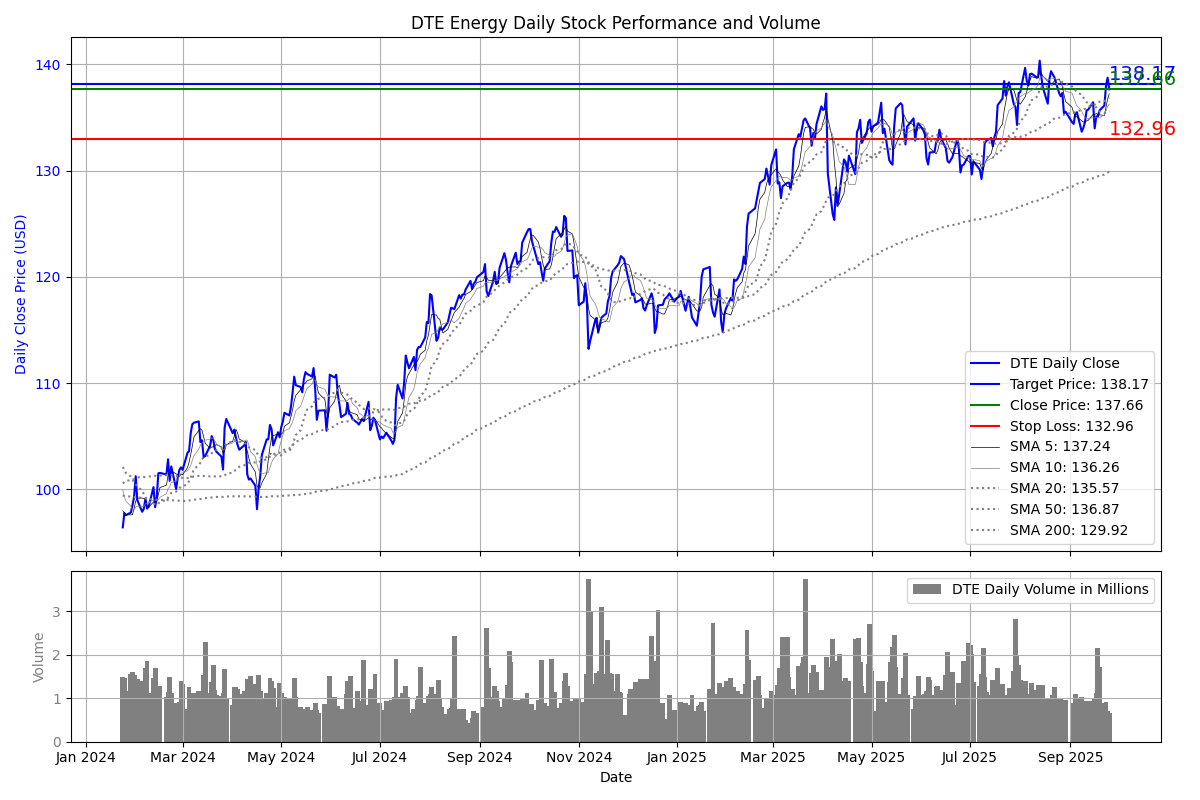 DTE Energy Daily Stock Performance and Volume
140
130
120
110
100
Daily Close Price (USD)
138.17
137.66
132.96
DTE Daily Close
Target Price: 138.17
Close Price: 137.66
Stop Loss: 132.96
SMA 5: 137.24
SMA 10: 136.26
SMA 20: 135.57
SMA 50: 136.87
SMA 200: 129.92
DTE Daily Volume in Millions
3
2
1
0
Volume
Jan 2024
Mar 2024
May 2024
Jul 2024
Sep 2024
Nov 2024
Jan 2025
Mar 2025
May 2025
Jul 2025
Sep 2025
Date